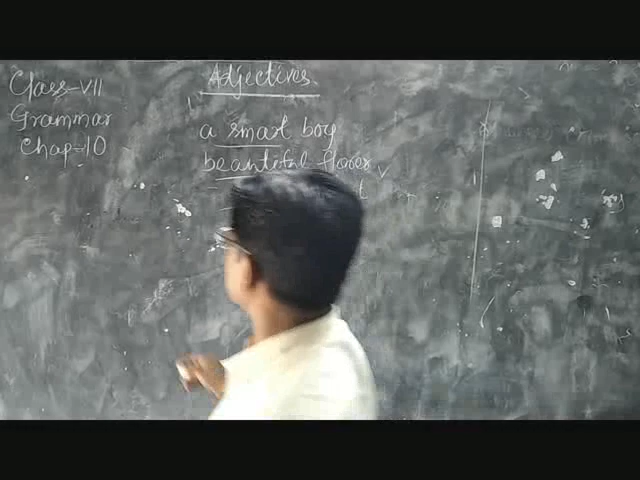 Class-VII
Grammar
Chap-10
Adjectives.
a smart boy
beautiful flower